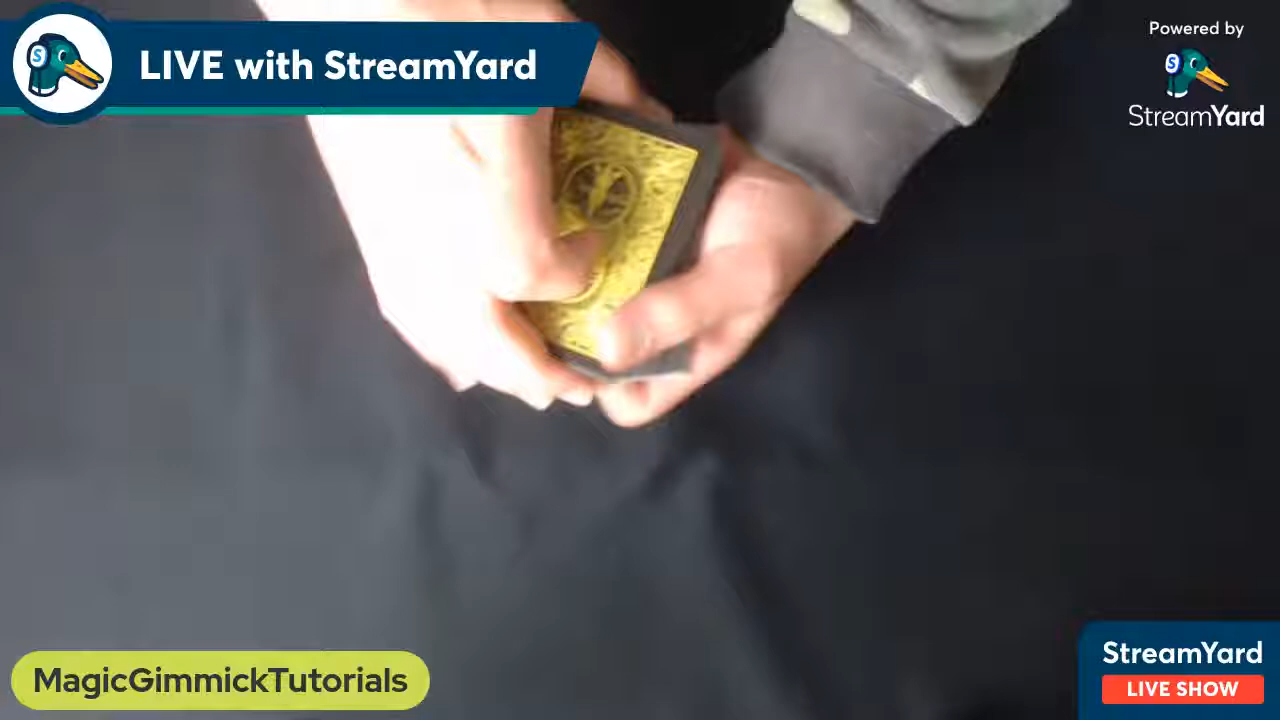 LIVE with StreamYard
Powered by
StreamYard
MagicGimmickTutorials
StreamYard
LIVE SHOW